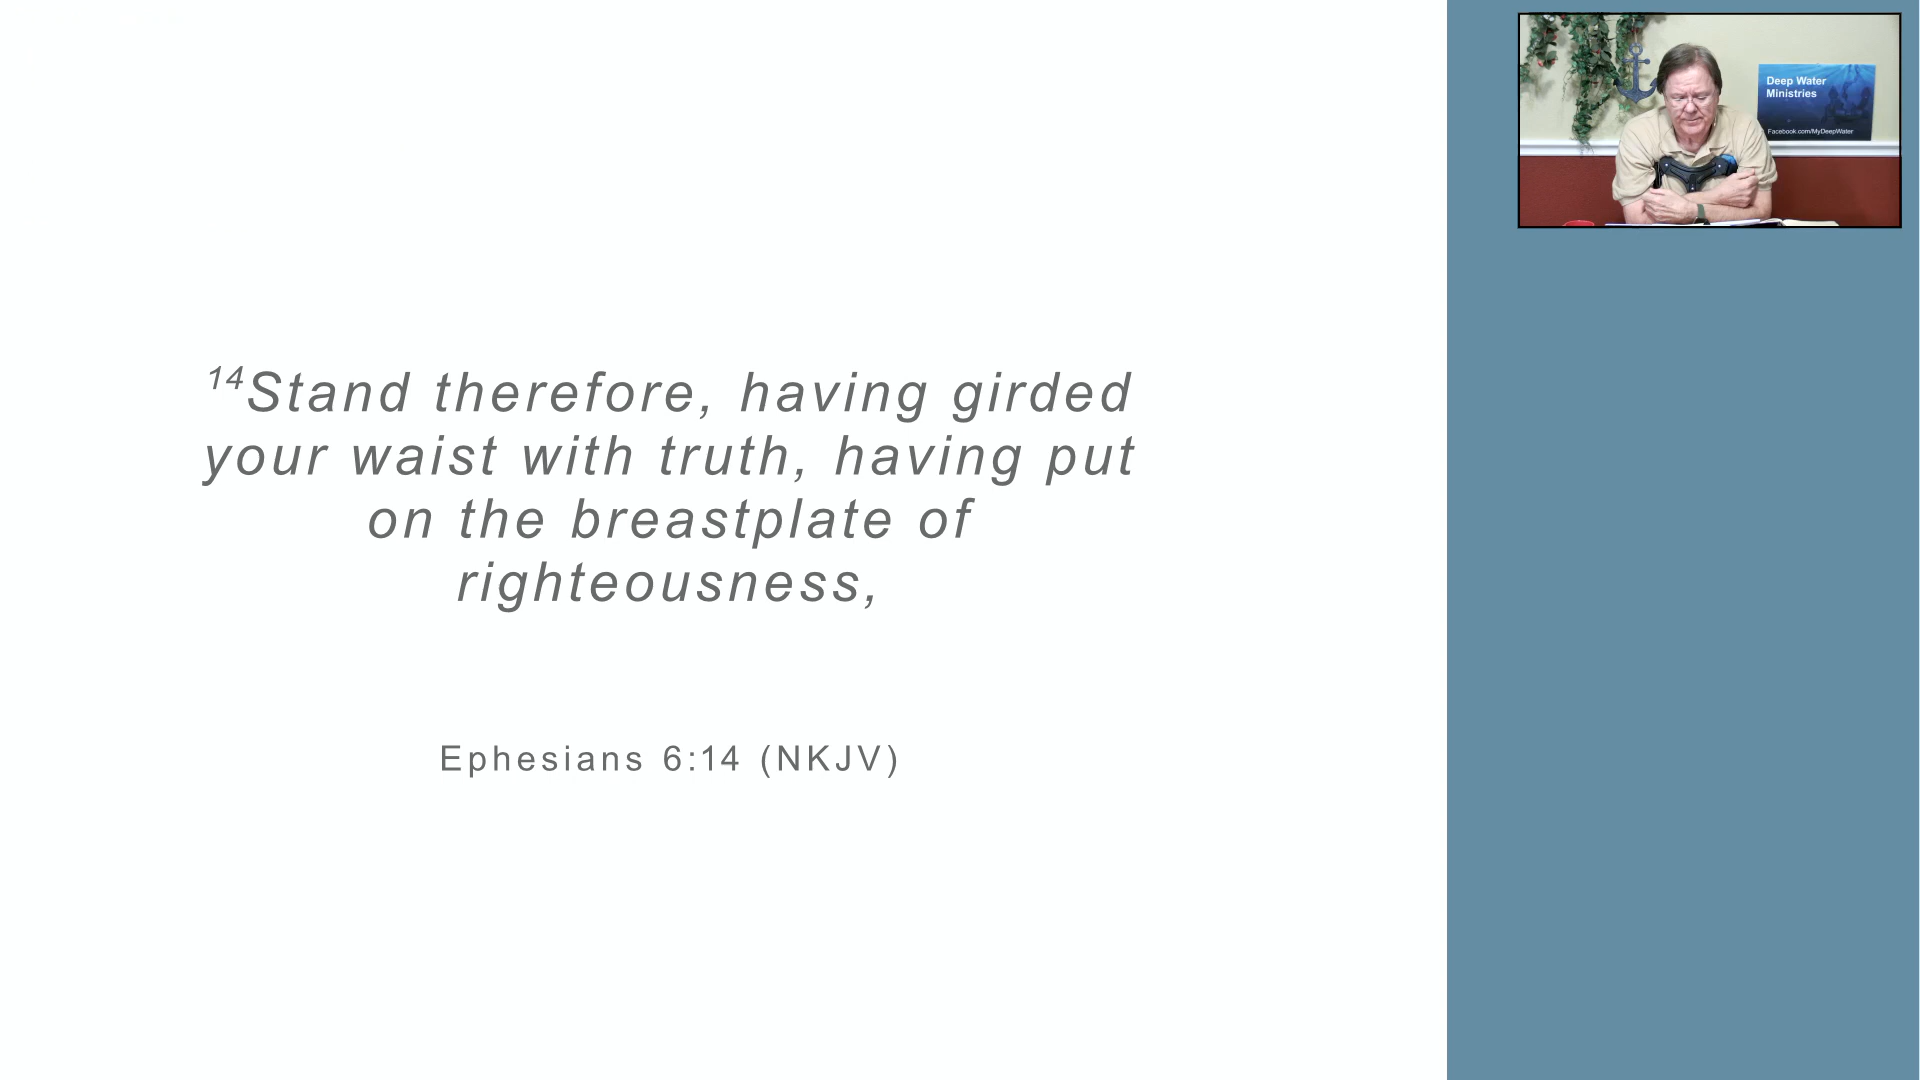 ¹⁴Stand therefore, having girded
your waist with truth, having put
on the breastplate of
righteousness,
Ephesians 6:14 (NKJV)
Deep Water
Ministries
Facebook.com/MyDeepWater